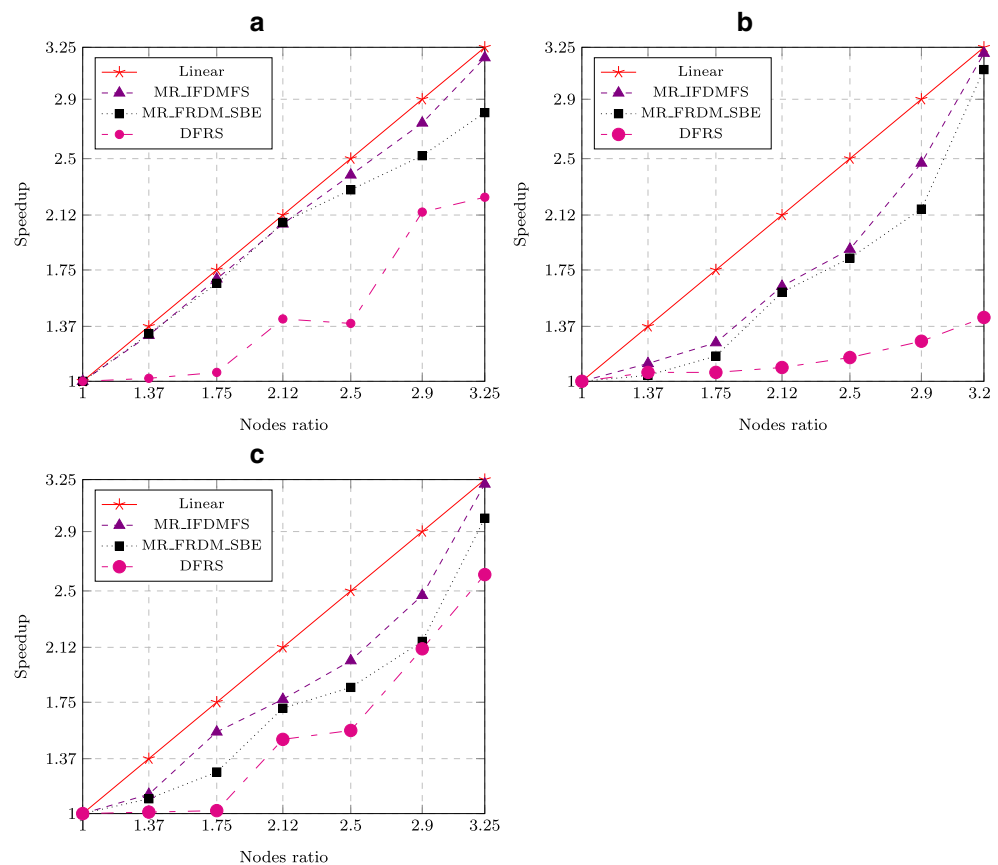 a
3.25
2.9
2.5
2.12
1.75
1.37
1
Speedup
Linear
MR_IFDMFS
MR_FRDM_SBE
DFRS
1 1.37 1.75 2.12 2.5 2.9 3.25
Nodes ratio
b
3.25
2.9
2.5
2.12
1.75
1.37
1
Speedup
Linear
MR_IFDMFS
MR_FRDM_SBE
DFRS
1 1.37 1.75 2.12 2.5 2.9 3.2
Nodes ratio
c
3.25
2.9
2.5
2.12
1.75
1.37
1
Speedup
Linear
MR_IFDMFS
MR_FRDM_SBE
DFRS
1 1.37 1.75 2.12 2.5 2.9 3.25
Nodes ratio